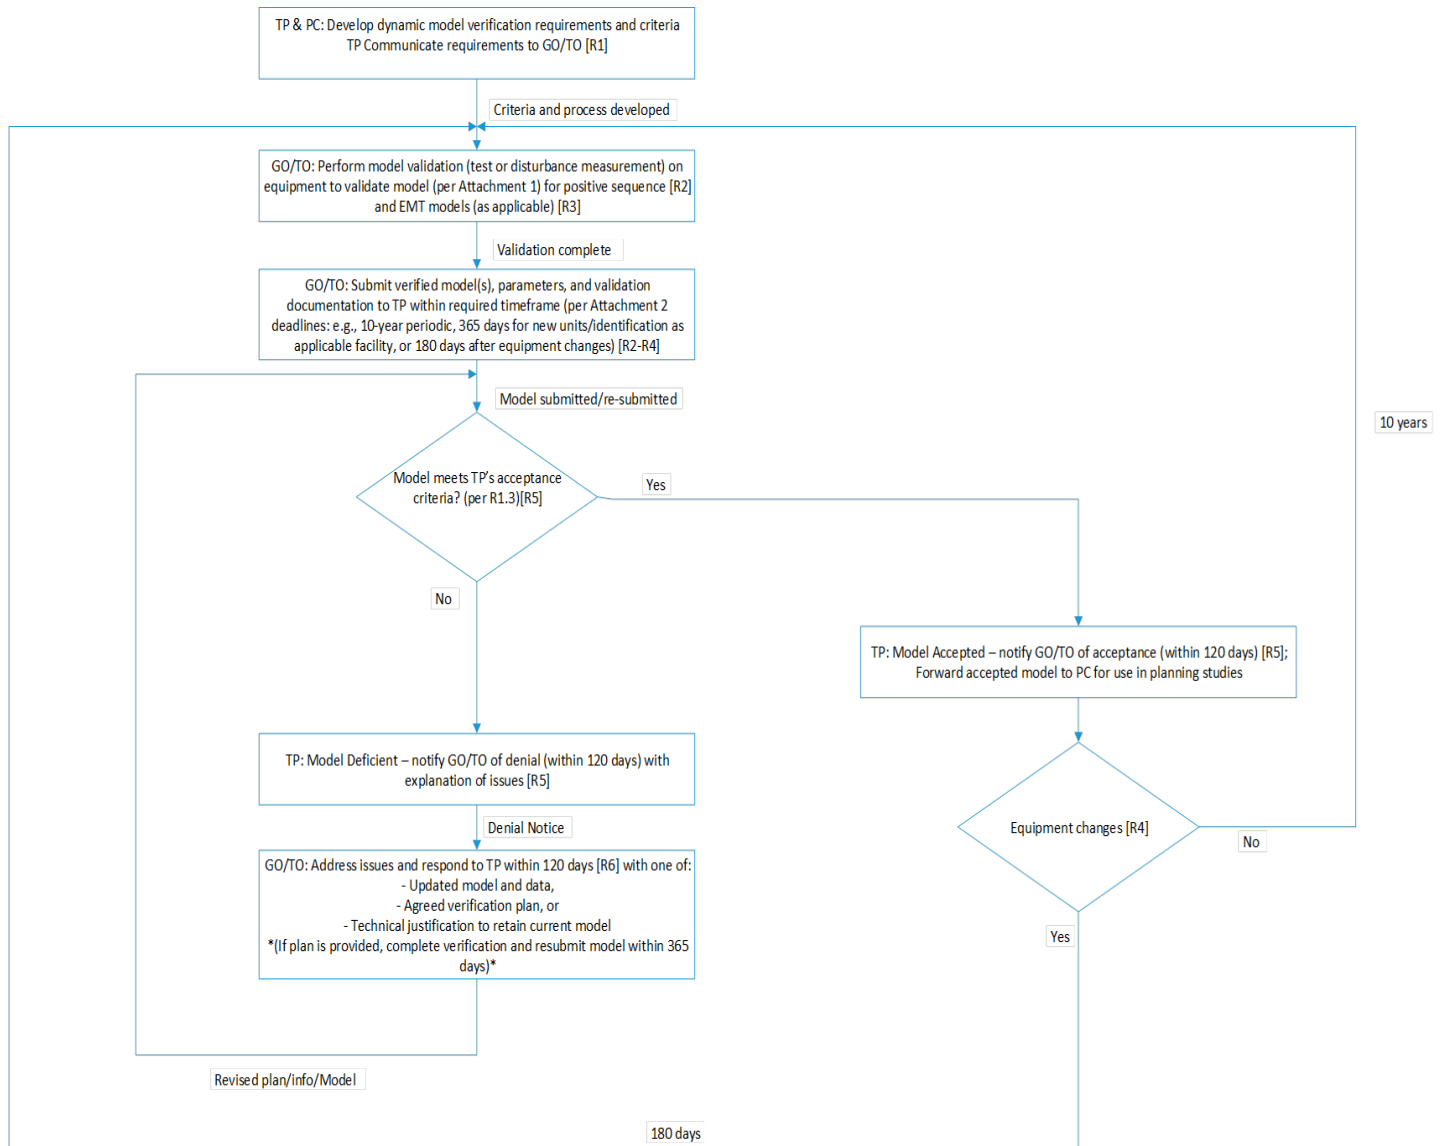 TP & PC: Develop dynamic model verification requirements and criteria
TP Communicate requirements to GO/TO [R1]
Criteria and process developed
GO/TO: Perform model validation (test or disturbance measurement) on
equipment to validate model (per Attachment 1) for positive sequence [R2]
and EMT models (as applicable) [R3]
Validation complete
GO/TO: Submit verified model(s), parameters, and validation
documentation to TP within required timeframe (per Attachment 2
deadlines: e.g., 10-year periodic, 365 days for new units/identification as
applicable facility, or 180 days after equipment changes) [R2-R4]
Model submitted/re-submitted
10 years
Model meets TP's acceptance
criteria? (per R1.3)[R5]
Yes
No
TP: Model Accepted – notify GO/TO of acceptance (within 120 days) [R5];
Forward accepted model to PC for use in planning studies
TP: Model Deficient – notify GO/TO of denial (within 120 days) with
explanation of issues [R5]
Denial Notice
Equipment changes [R4]
No
GO/TO: Address issues and respond to TP within 120 days [R6] with one of:
- Updated model and data,
- Agreed verification plan, or
- Technical justification to retain current model
*(If plan is provided, complete verification and resubmit model within 365
days)*
Yes
Revised plan/info/Model
180 days